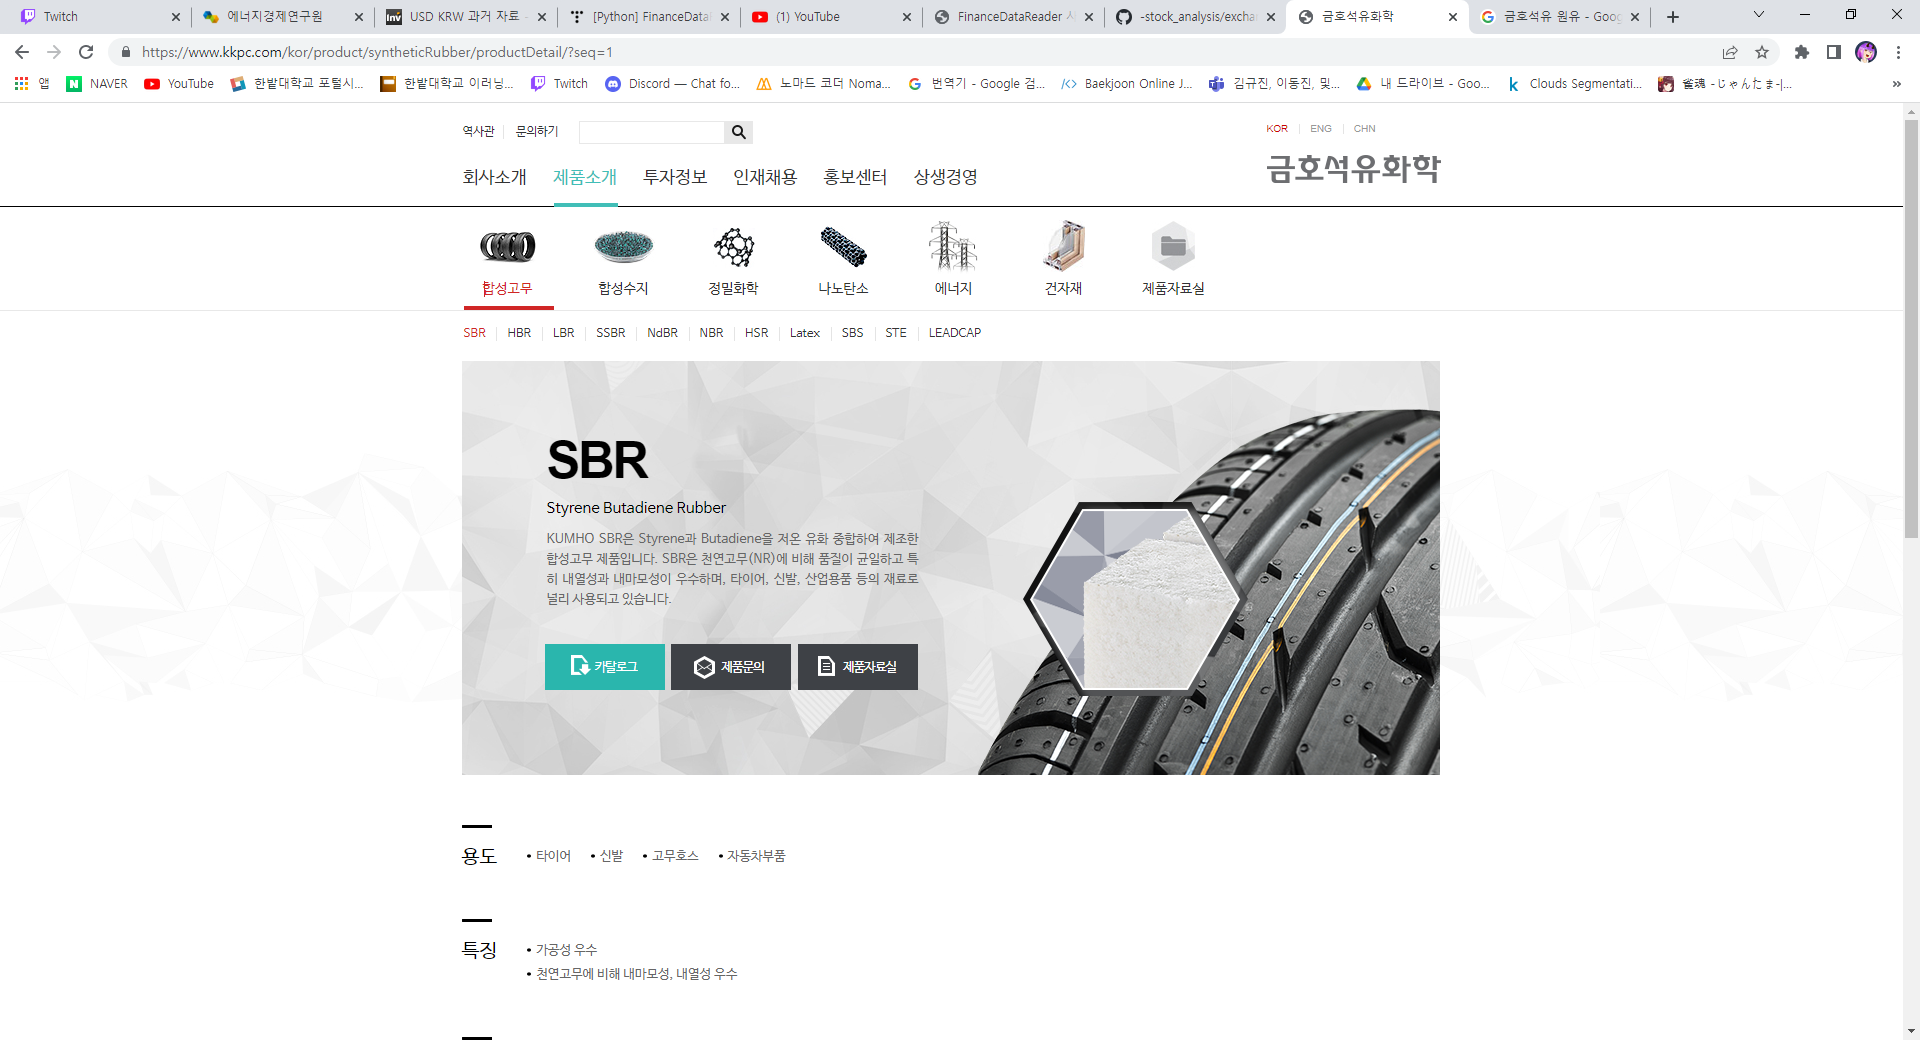 Twitch
에너지경제연구원
USD KRW 과거 자료 -
[Python] FinanceData
(1) YouTube
FinanceDataReader 사
-stock_analysis/excha
금호석유화학
금호석유 원유 - Goog
https://www.kkpc.com/kor/product/syntheticRubber/productDetail/?seq=1
앱
NAVER
YouTube
한밭대학교 포털시...
한밭대학교 이러닝...
Twitch
Discord — Chat fo...
노마드 코더 Noma...
번역기 - Google 검...
Baekjoon Online J...
김규진, 이동진, 및...
내 드라이브 - Goo...
Clouds Segmentati...
雀魂 -じゃんたま-|...
»
역사관
문의하기
KOR
ENG
CHN
회사소개
제품소개
투자정보
인재채용
홍보센터
상생경영
금호석유화학
합성고무
합성수지
정밀화학
나노탄소
에너지
건자재
제품자료실
SBR
HBR
LBR
SSBR
NdBR
NBR
HSR
Latex
SBS
STE
LEADCAP
SBR
Styrene Butadiene Rubber
KUMHO SBR은 Styrene과 Butadiene을 저온 유화 중합하여 제조한
합성고무 제품입니다. SBR은 천연고무(NR)에 비해 품질이 균일하고 특
히 내열성과 내마모성이 우수하며, 타이어, 신발, 산업용품 등의 재료로
널리 사용되고 있습니다.
카탈로그
제품문의
제품자료실
용도
• 타이어
• 신발
• 고무호스
• 자동차부품
특징
• 가공성 우수
• 천연고무에 비해 내마모성, 내열성 우수